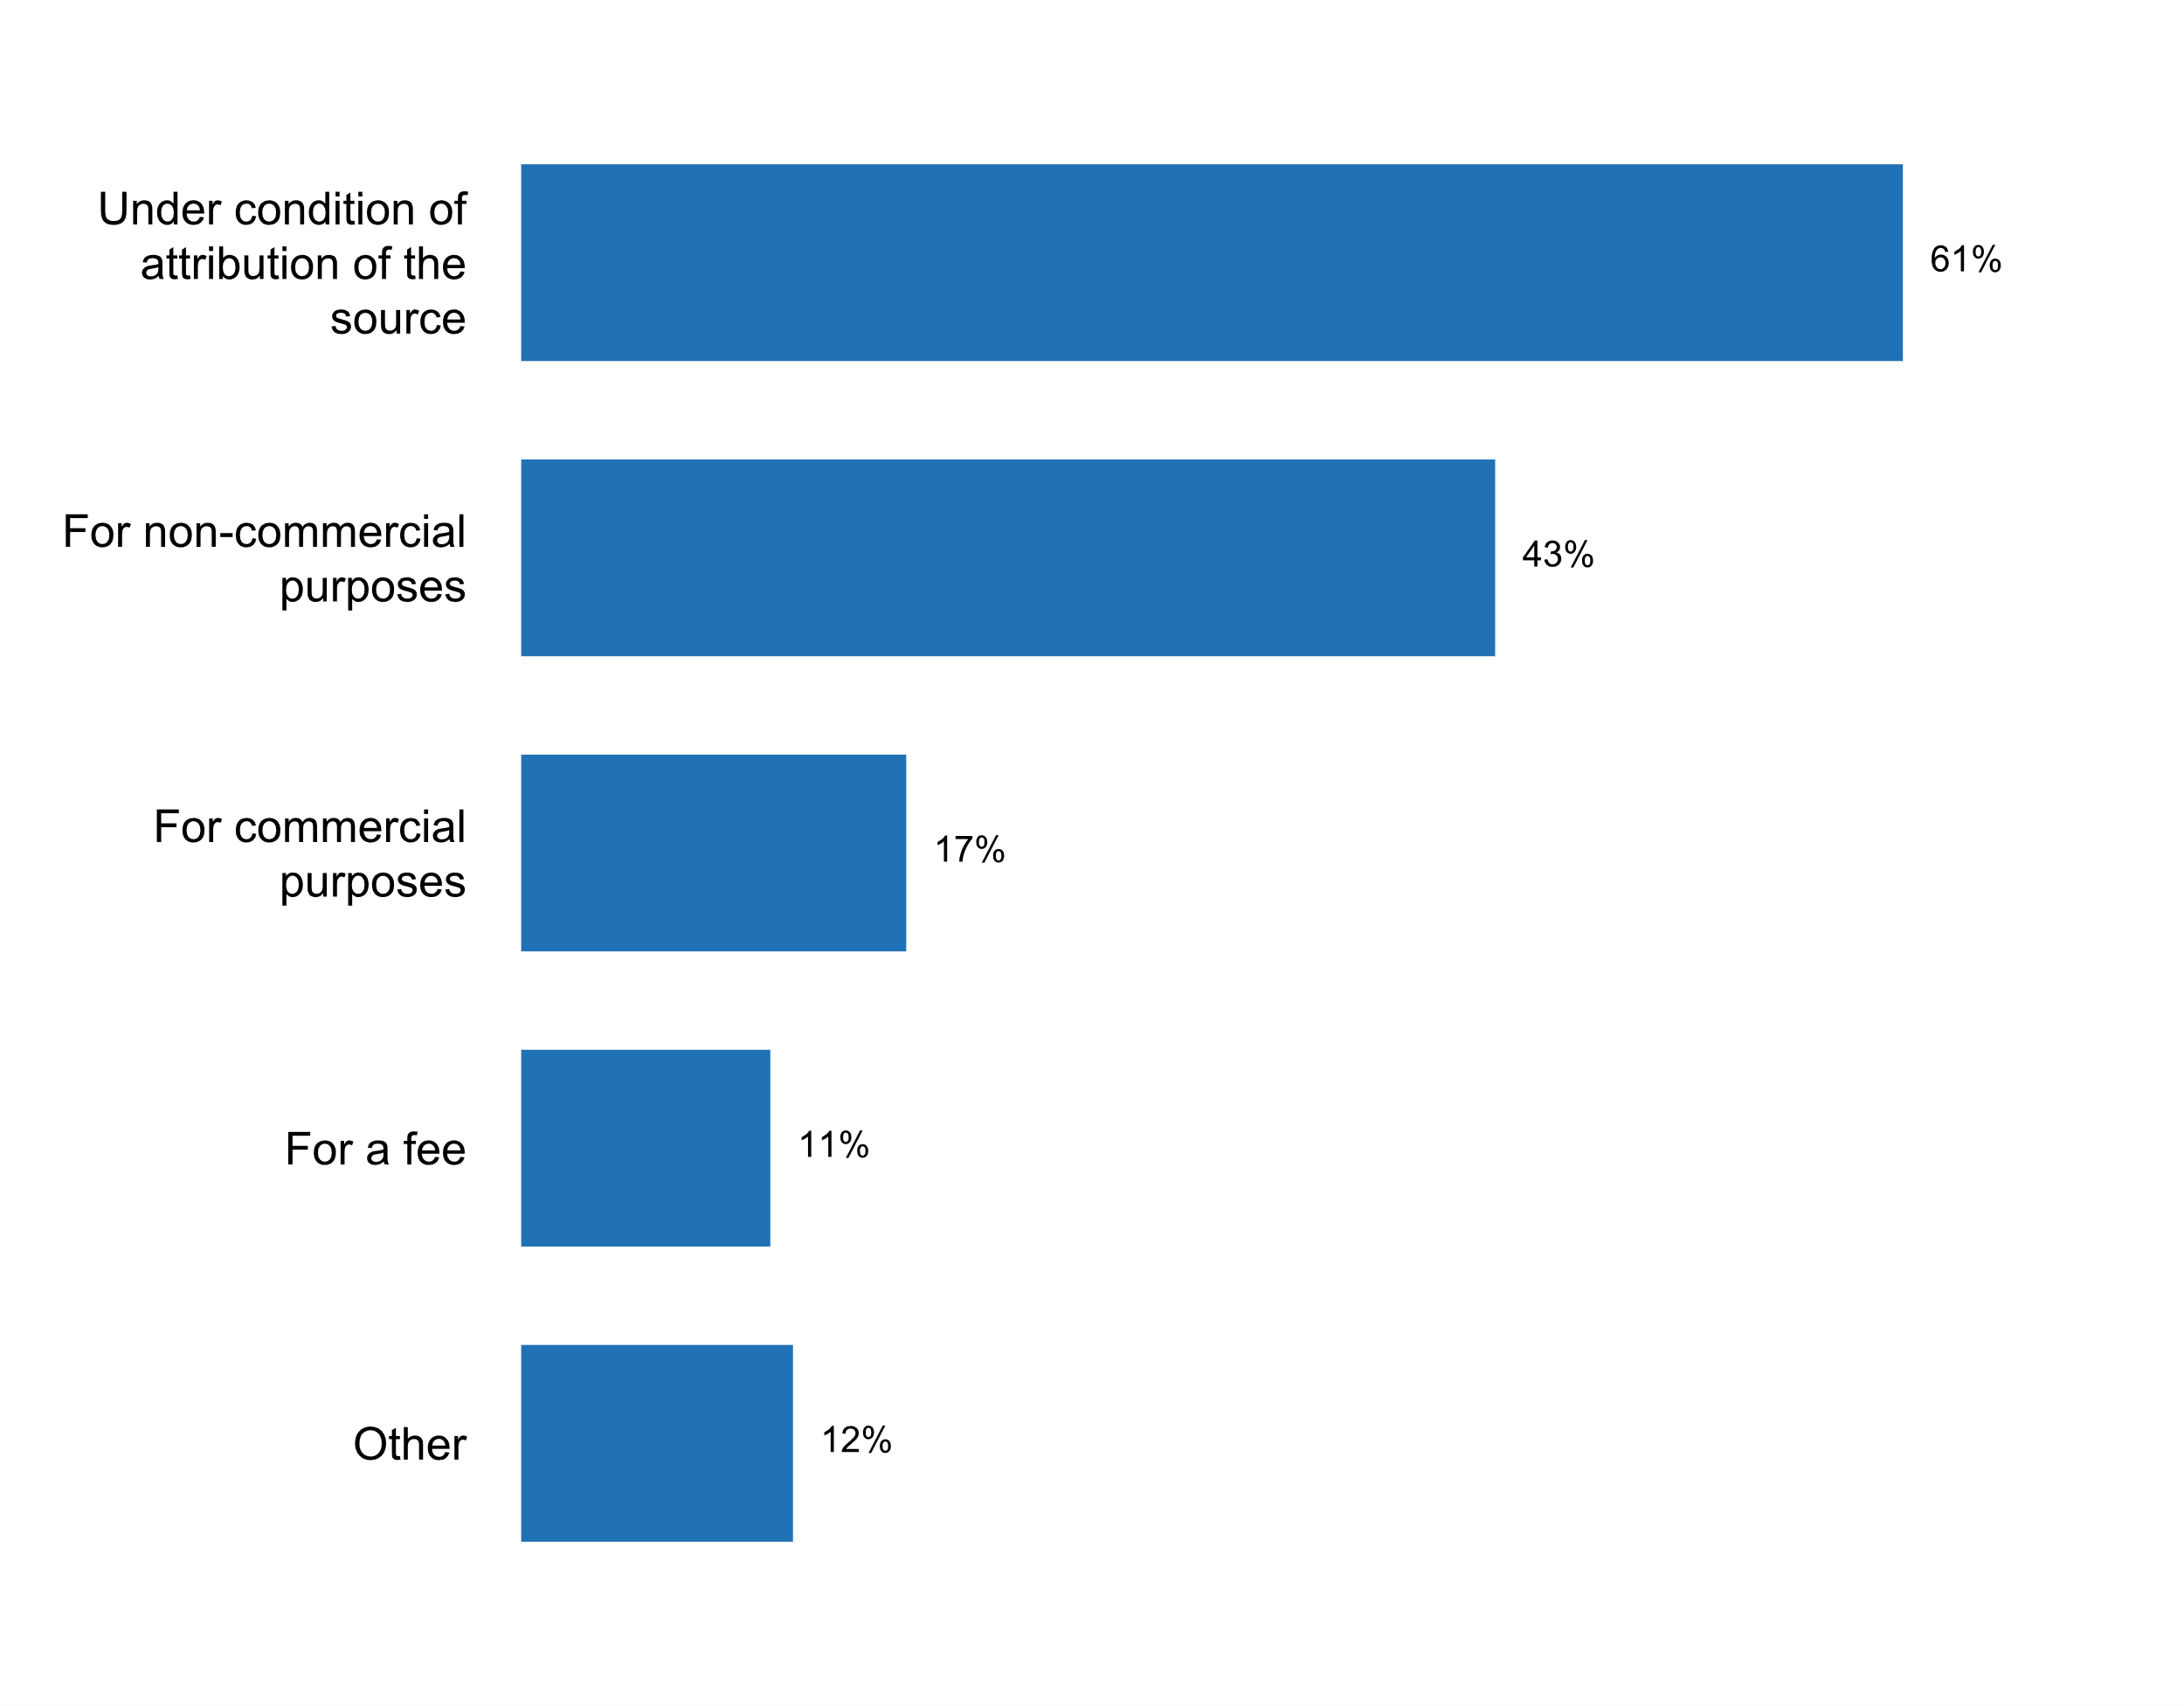 Under condition of
attribution of the
source
61%
For non-commercial
purposes
43%
For commercial
purposes
17%
For a fee
11%
Other
12%